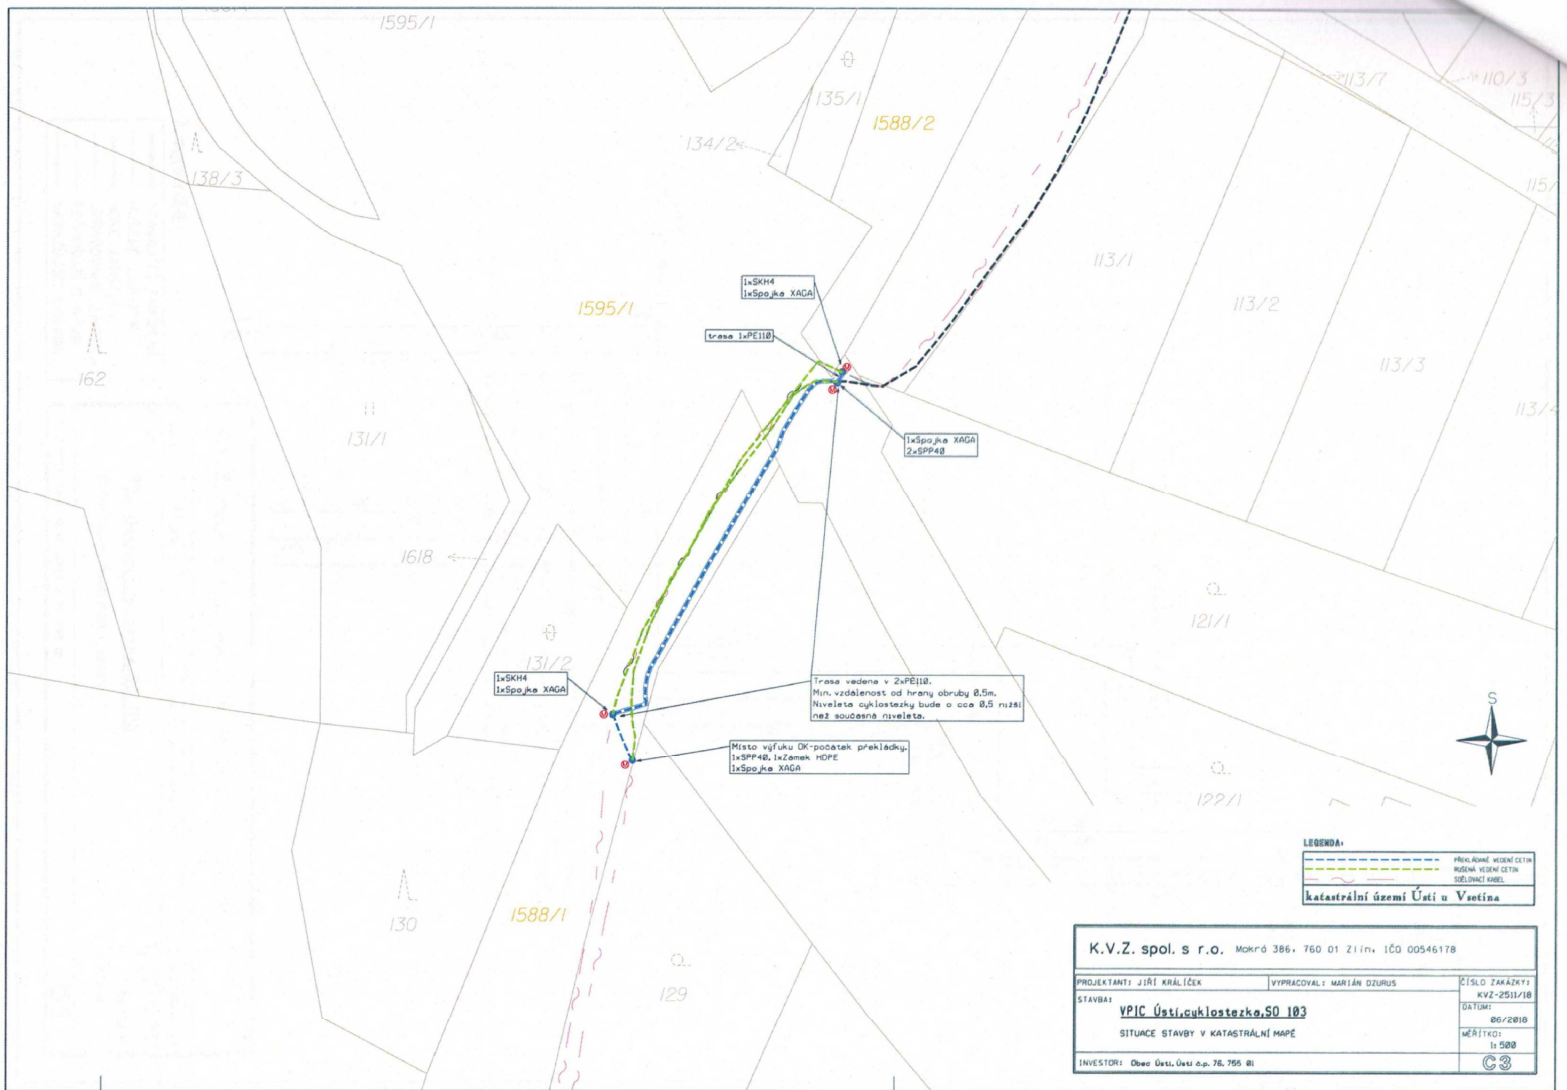 1595/1
135/1
1588/2
134/2
113/7
110/3
115/3
115/
138/3
113/1
113/2
113/3
113/4
1xSKH4
1xSpojka XAGA
1595/1
trasa 1xPE110
162
131/1
1xSpojka XAGA
2xSPP40
1618
121/1
131/2
1xSKH4
1xSpojka XAGA
Trasa vedena v 2xPE110.
Min. vzdálenost od hrany obruby 0,5m.
Niveleta cyklostezky bude o cca 0,5 nižší
než současná niveleta.
S
Místo výfuku OK-počátek překládky.
1xSPP40, 1xZámek HDPE
1xSpojka XAGA
122/1
LEGENDA:
PŘEKLÁDANÉ VEDENÍ CETIN
RUŠENÁ VEDENÍ CETIN
SDĚLOVACÍ KABEL
katastrální území Ústí u Vsetína
130
1588/1
129
K.V.Z. spol. s r.o. Mokrá 386, 760 01 Zlín, IČO 00546178
PROJEKTANT: JIŘÍ KRÁLÍČEK
VYPRACOVAL: MARIÁN DZURUS
ČÍSLO ZAKÁZKY:
KVZ-2511/18
STAVBA:
VPIC Ústí,cyklostezka,SO 103
SITUACE STAVBY V KATASTRÁLNÍ MAPĚ
DATUM:
06/2018
MĚŘÍTKO:
1:500
INVESTOR: Obec Ústí, Ústí č.p. 76, 755 01
C3